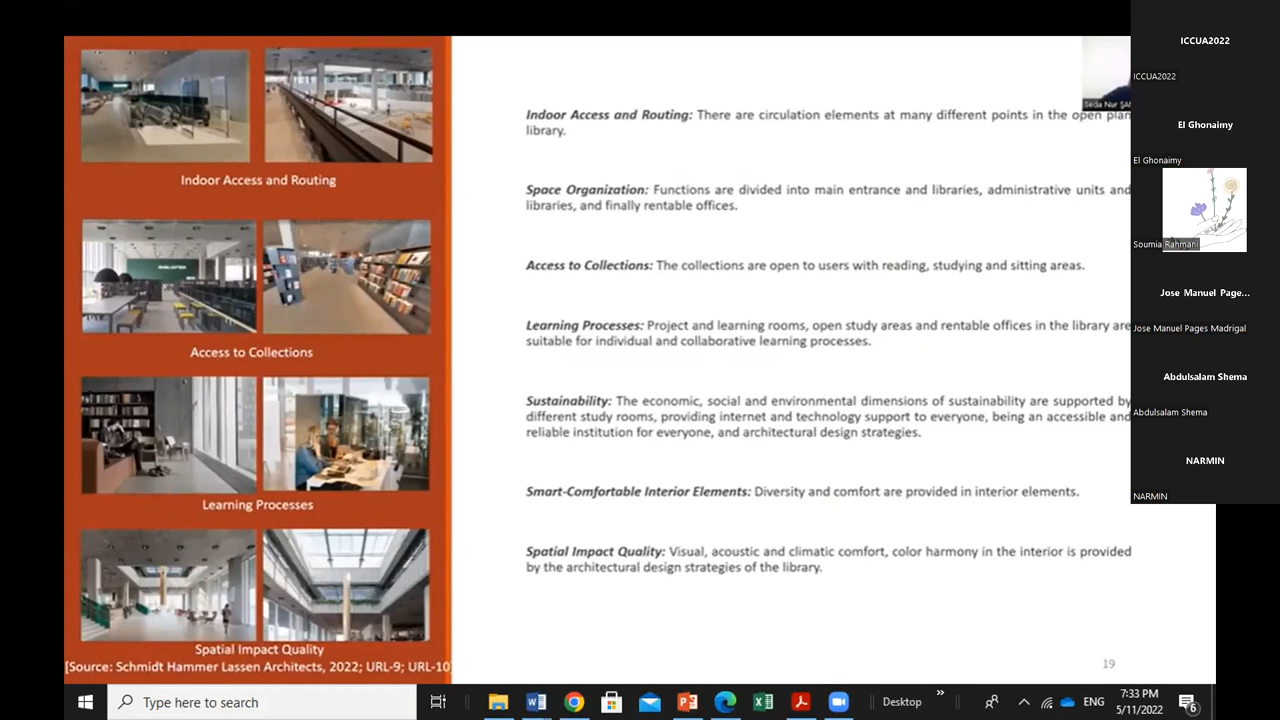 Indoor Access and Routing
Access to Collections
Learning Processes
Spatial Impact Quality
[Source: Schmidt Hammer Lassen Architects, 2022; URL-9; URL-10
Indoor Access and Routing: There are circulation elements at many different points in the open plan
library.
Space Organization: Functions are divided into main entrance and libraries, administrative units and
libraries, and finally rentable offices.
Access to Collections: The collections are open to users with reading, studying and sitting areas.
Learning Processes: Project and learning rooms, open study areas and rentable offices in the library are
suitable for individual and collaborative learning processes.
Sustainability: The economic, social and environmental dimensions of sustainability are supported by
different study rooms, providing internet and technology support to everyone, being an accessible and
reliable institution for everyone, and architectural design strategies.
Smart-Comfortable Interior Elements: Diversity and comfort are provided in interior elements.
Spatial Impact Quality: Visual, acoustic and climatic comfort, color harmony in the interior is provided
by the architectural design strategies of the library.
19
Seda Nur
ICCUA2022
ICCUA2022
El Ghonaimy
El Ghonaimy
Soumia Rahmani
Jose Manuel Page...
Jose Manuel Pages Madrigal
Abdulsalam Shema
Abdulsalam Shema
NARMIN
NARMIN
Type here to search
Desktop
ENG
7:33 PM
5/11/2022
6